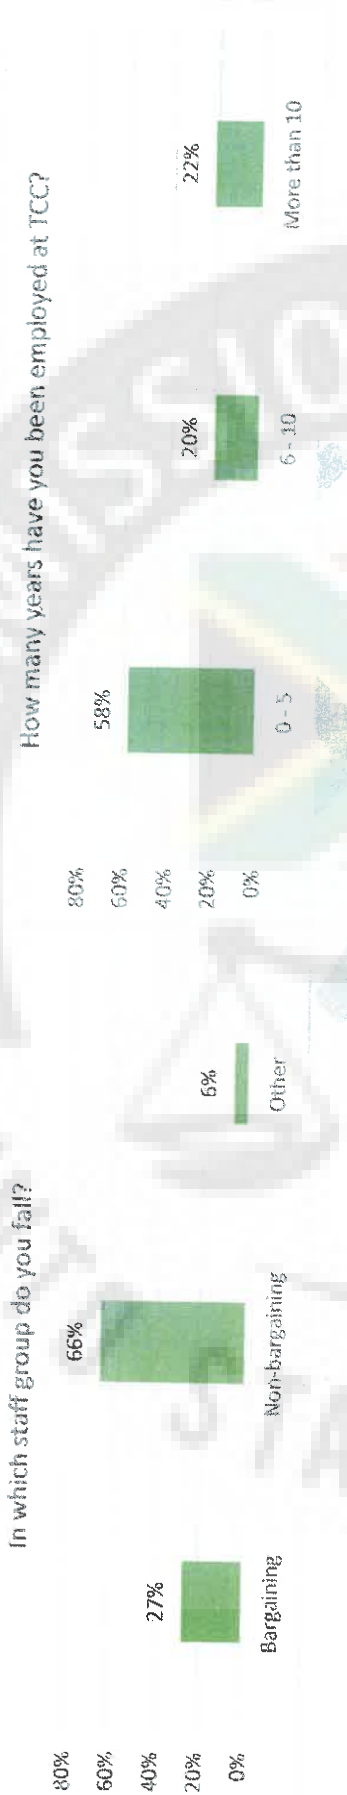 In which staff group do you fall?
80%
60%
40%
20%
0%
27%
66%
6%
Bargaining
Non-bargaining
Other
How many years have you been employed at TCC?
80%
60%
40%
20%
0%
58%
20%
22%
0 - 5
6 - 10
More than 10